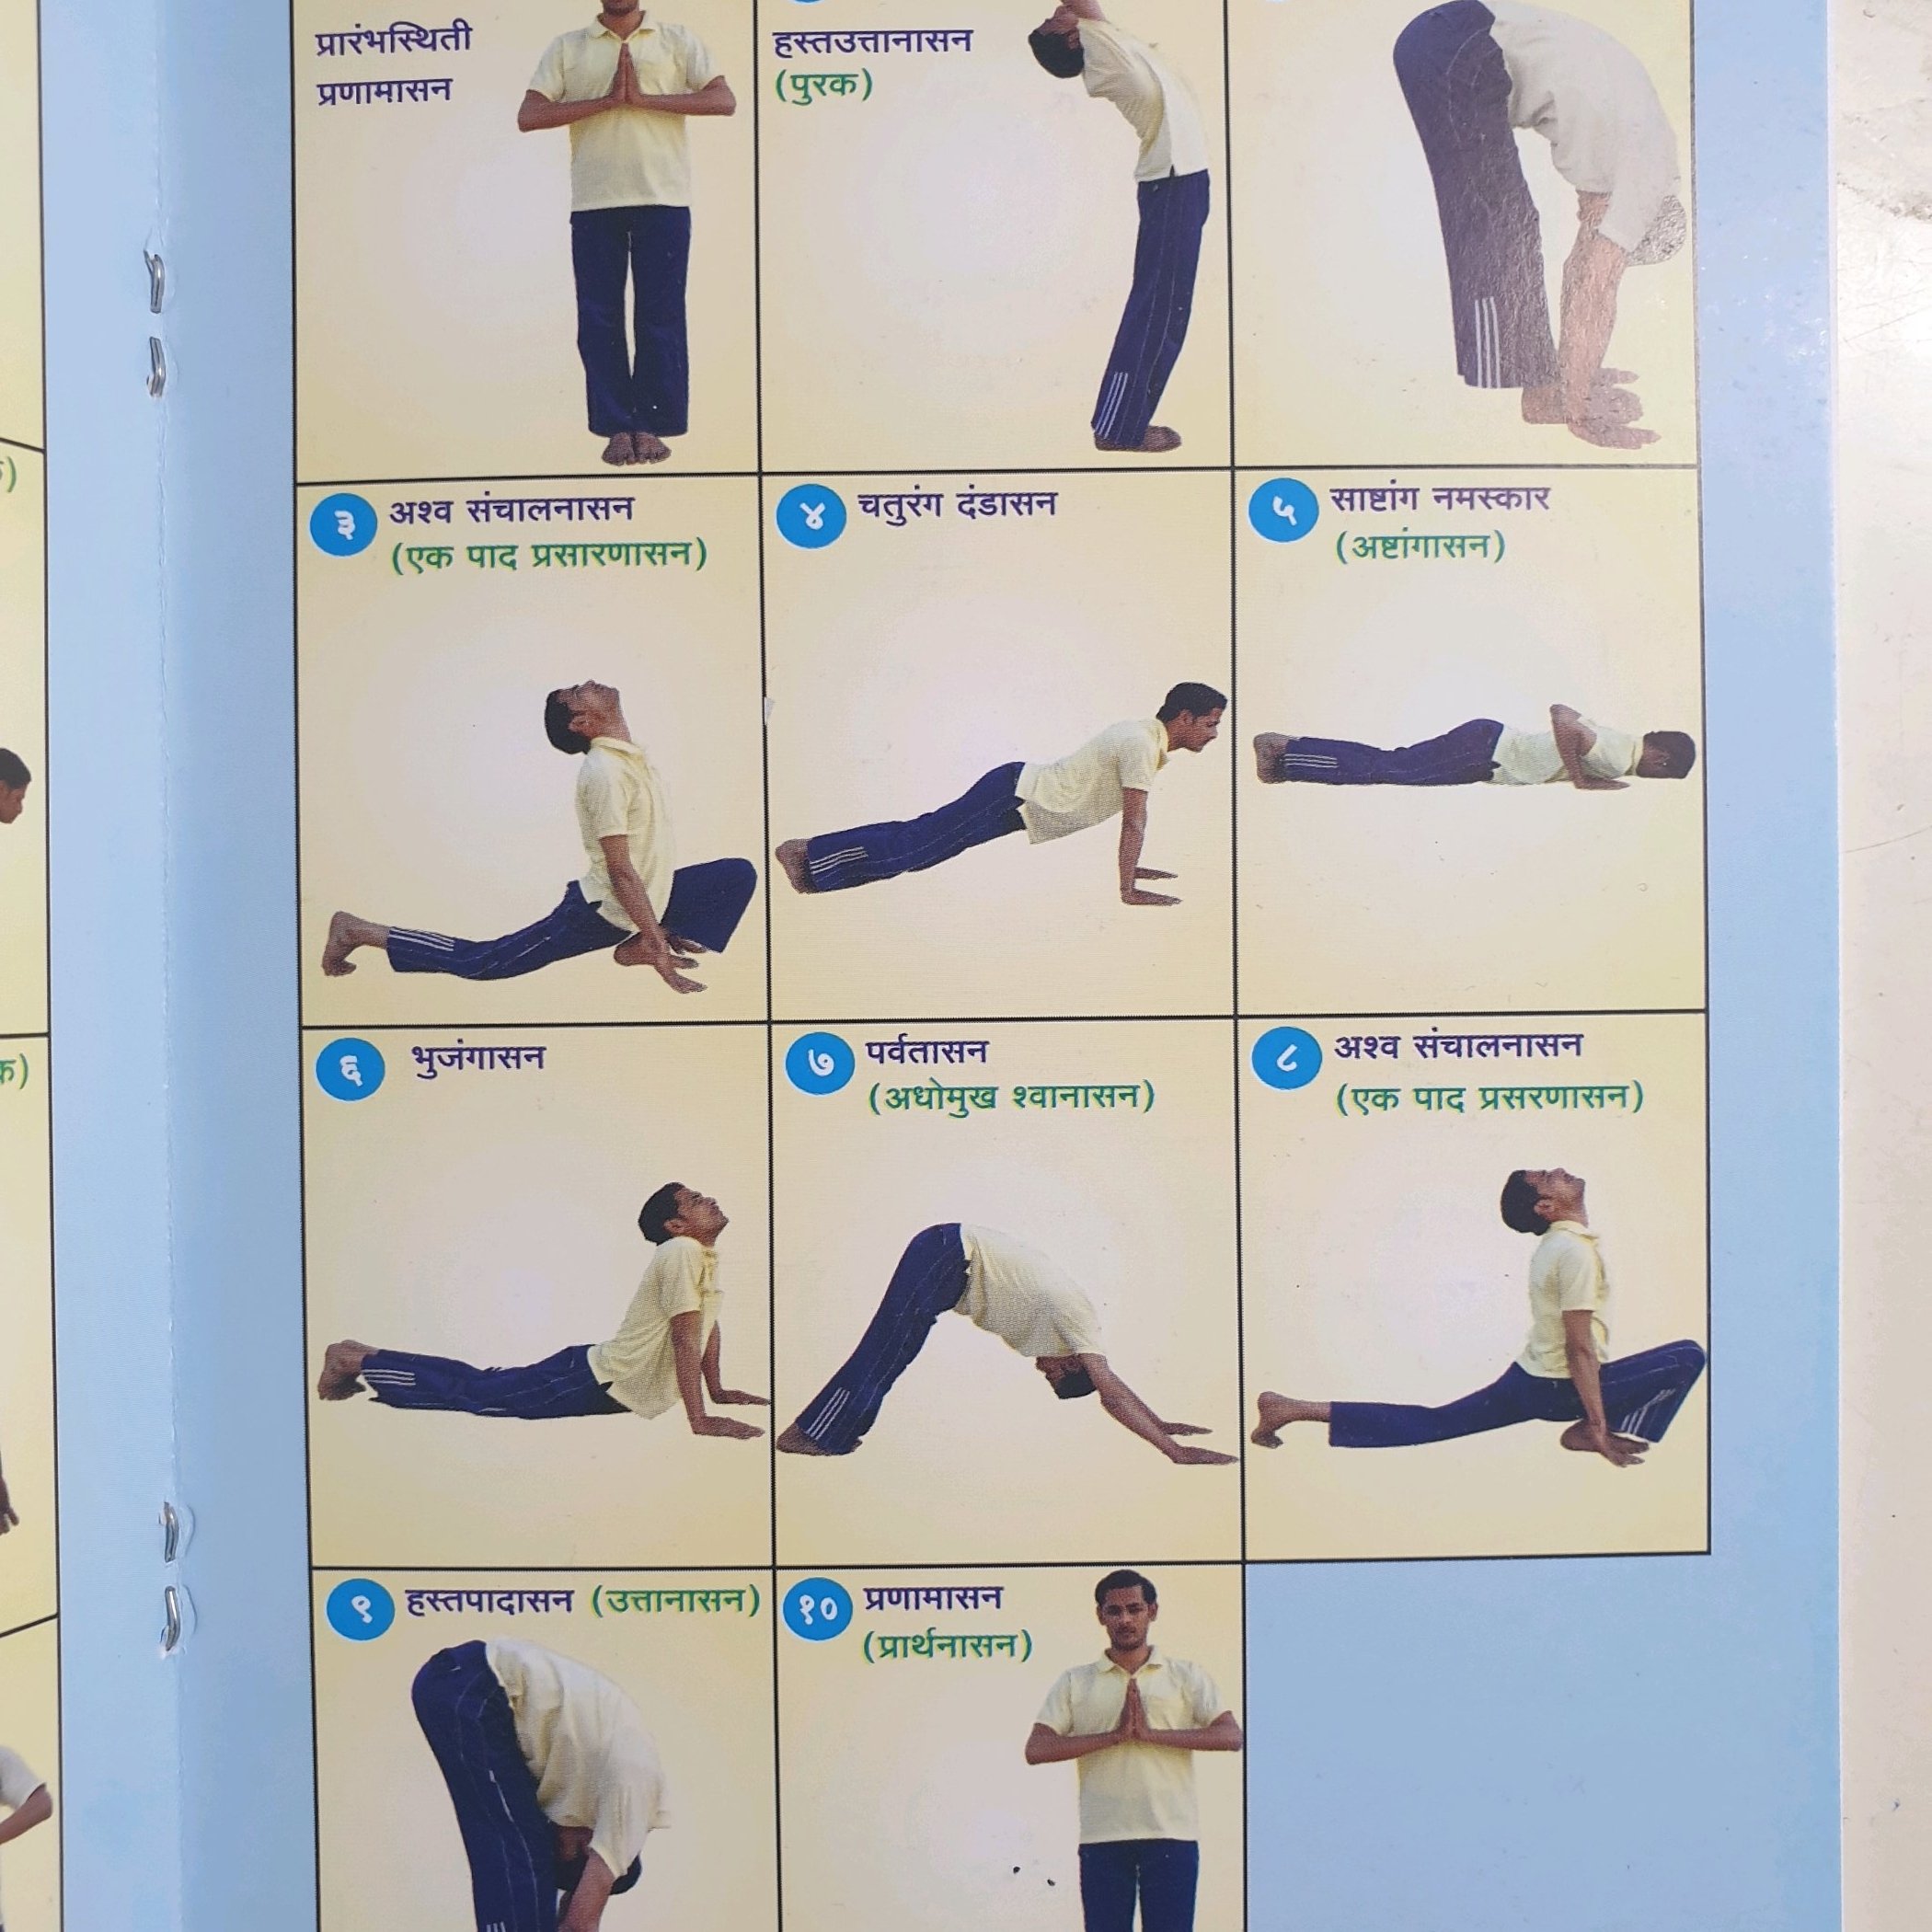 प्रारंभस्थिती
प्रणामासन
हस्तउत्तानासन
(पुरक)
३ अश्व संचालनासन
(एक पाद प्रसारणासन)
४ चतुरंग दंडासन
५ साष्टांग नमस्कार
(अष्टांगासन)
६ भुजंगासन
७ पर्वतासन
(अधोमुख श्वानासन)
८ अश्व संचालनासन
(एक पाद प्रसरणासन)
९ हस्तपादासन (उत्तानासन)
१० प्रणामासन
(प्रार्थनासन)